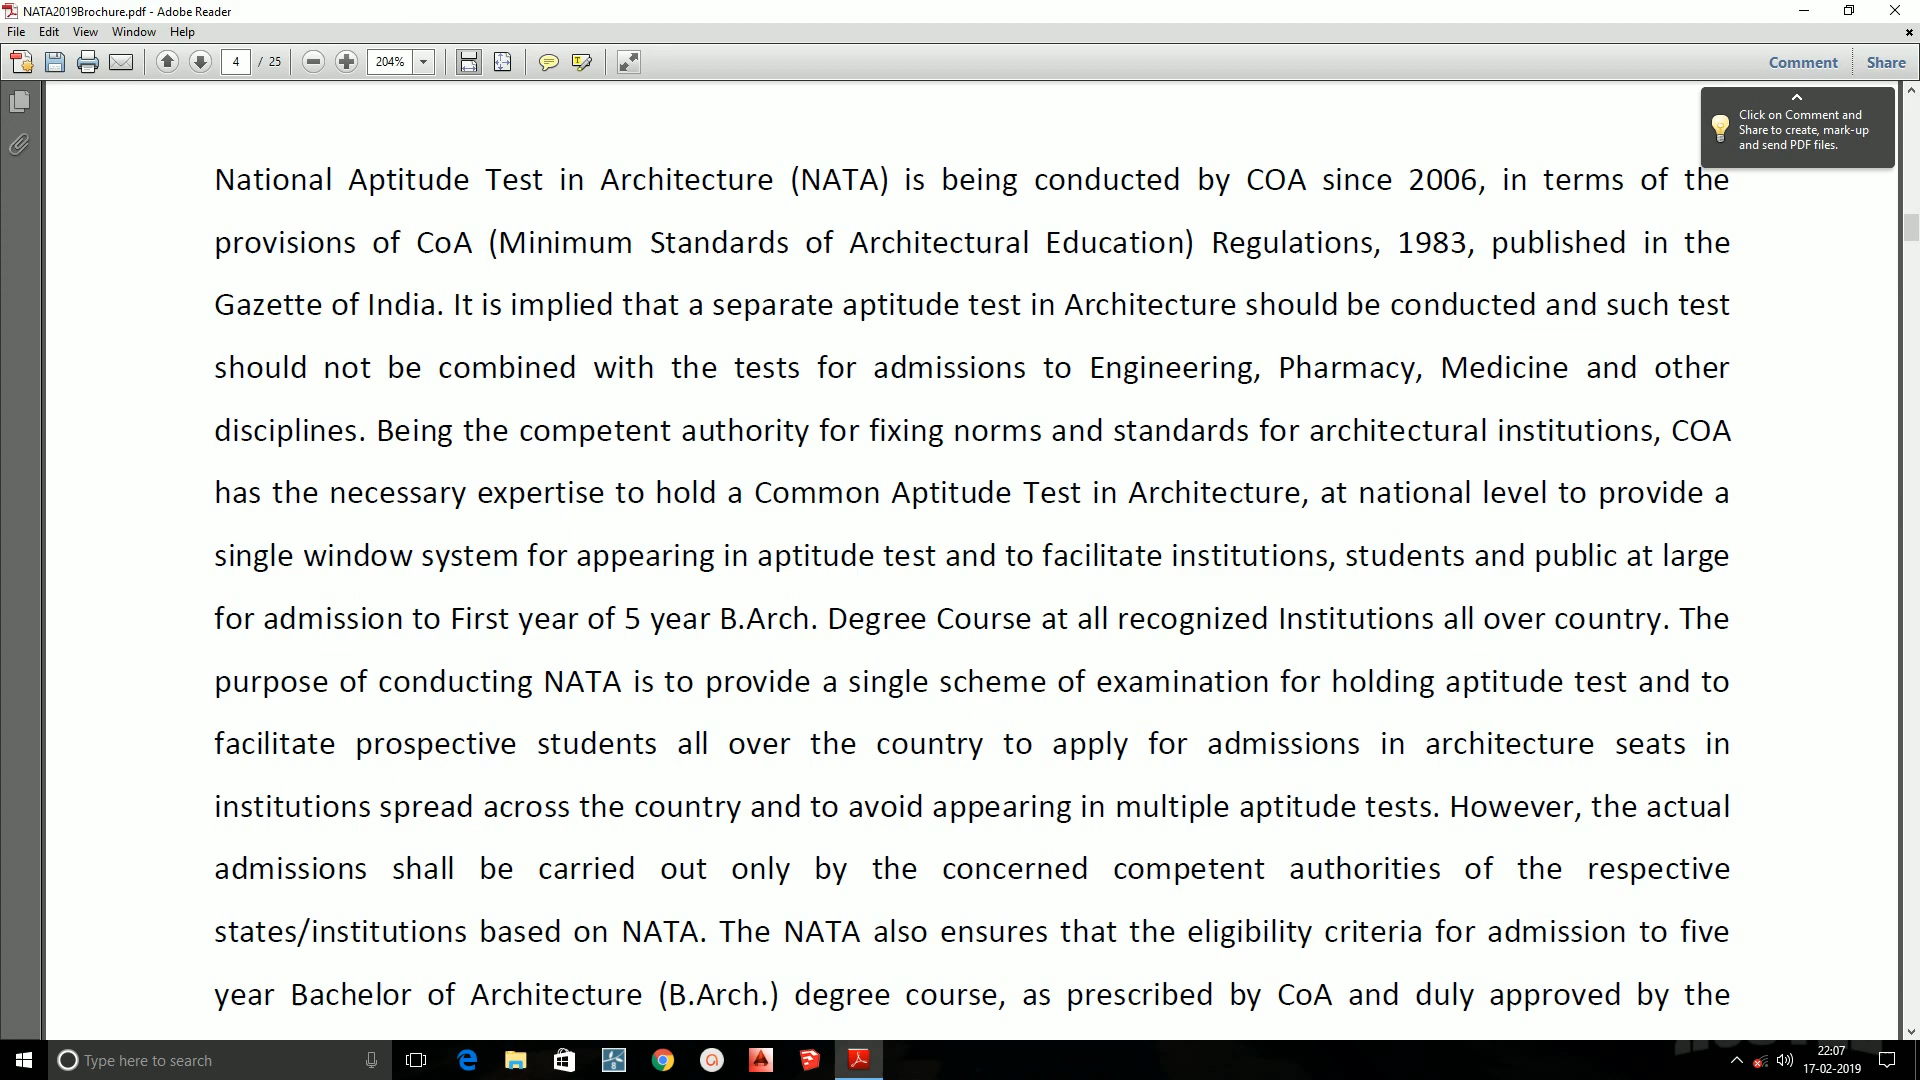 NATA2019Brochure.pdf - Adobe Reader
File Edit View Window Help
4 / 25 204% Comment Share
Click on Comment and
Share to create, mark-up
and send PDF files.
National Aptitude Test in Architecture (NATA) is being conducted by COA since 2006, in terms of the
provisions of CoA (Minimum Standards of Architectural Education) Regulations, 1983, published in the
Gazette of India. It is implied that a separate aptitude test in Architecture should be conducted and such test
should not be combined with the tests for admissions to Engineering, Pharmacy, Medicine and other
disciplines. Being the competent authority for fixing norms and standards for architectural institutions, COA
has the necessary expertise to hold a Common Aptitude Test in Architecture, at national level to provide a
single window system for appearing in aptitude test and to facilitate institutions, students and public at large
for admission to First year of 5 year B.Arch. Degree Course at all recognized Institutions all over country. The
purpose of conducting NATA is to provide a single scheme of examination for holding aptitude test and to
facilitate prospective students all over the country to apply for admissions in architecture seats in
institutions spread across the country and to avoid appearing in multiple aptitude tests. However, the actual
admissions shall be carried out only by the concerned competent authorities of the respective
states/institutions based on NATA. The NATA also ensures that the eligibility criteria for admission to five
year Bachelor of Architecture (B.Arch.) degree course, as prescribed by CoA and duly approved by the
Type here to search
22:07
17-02-2019